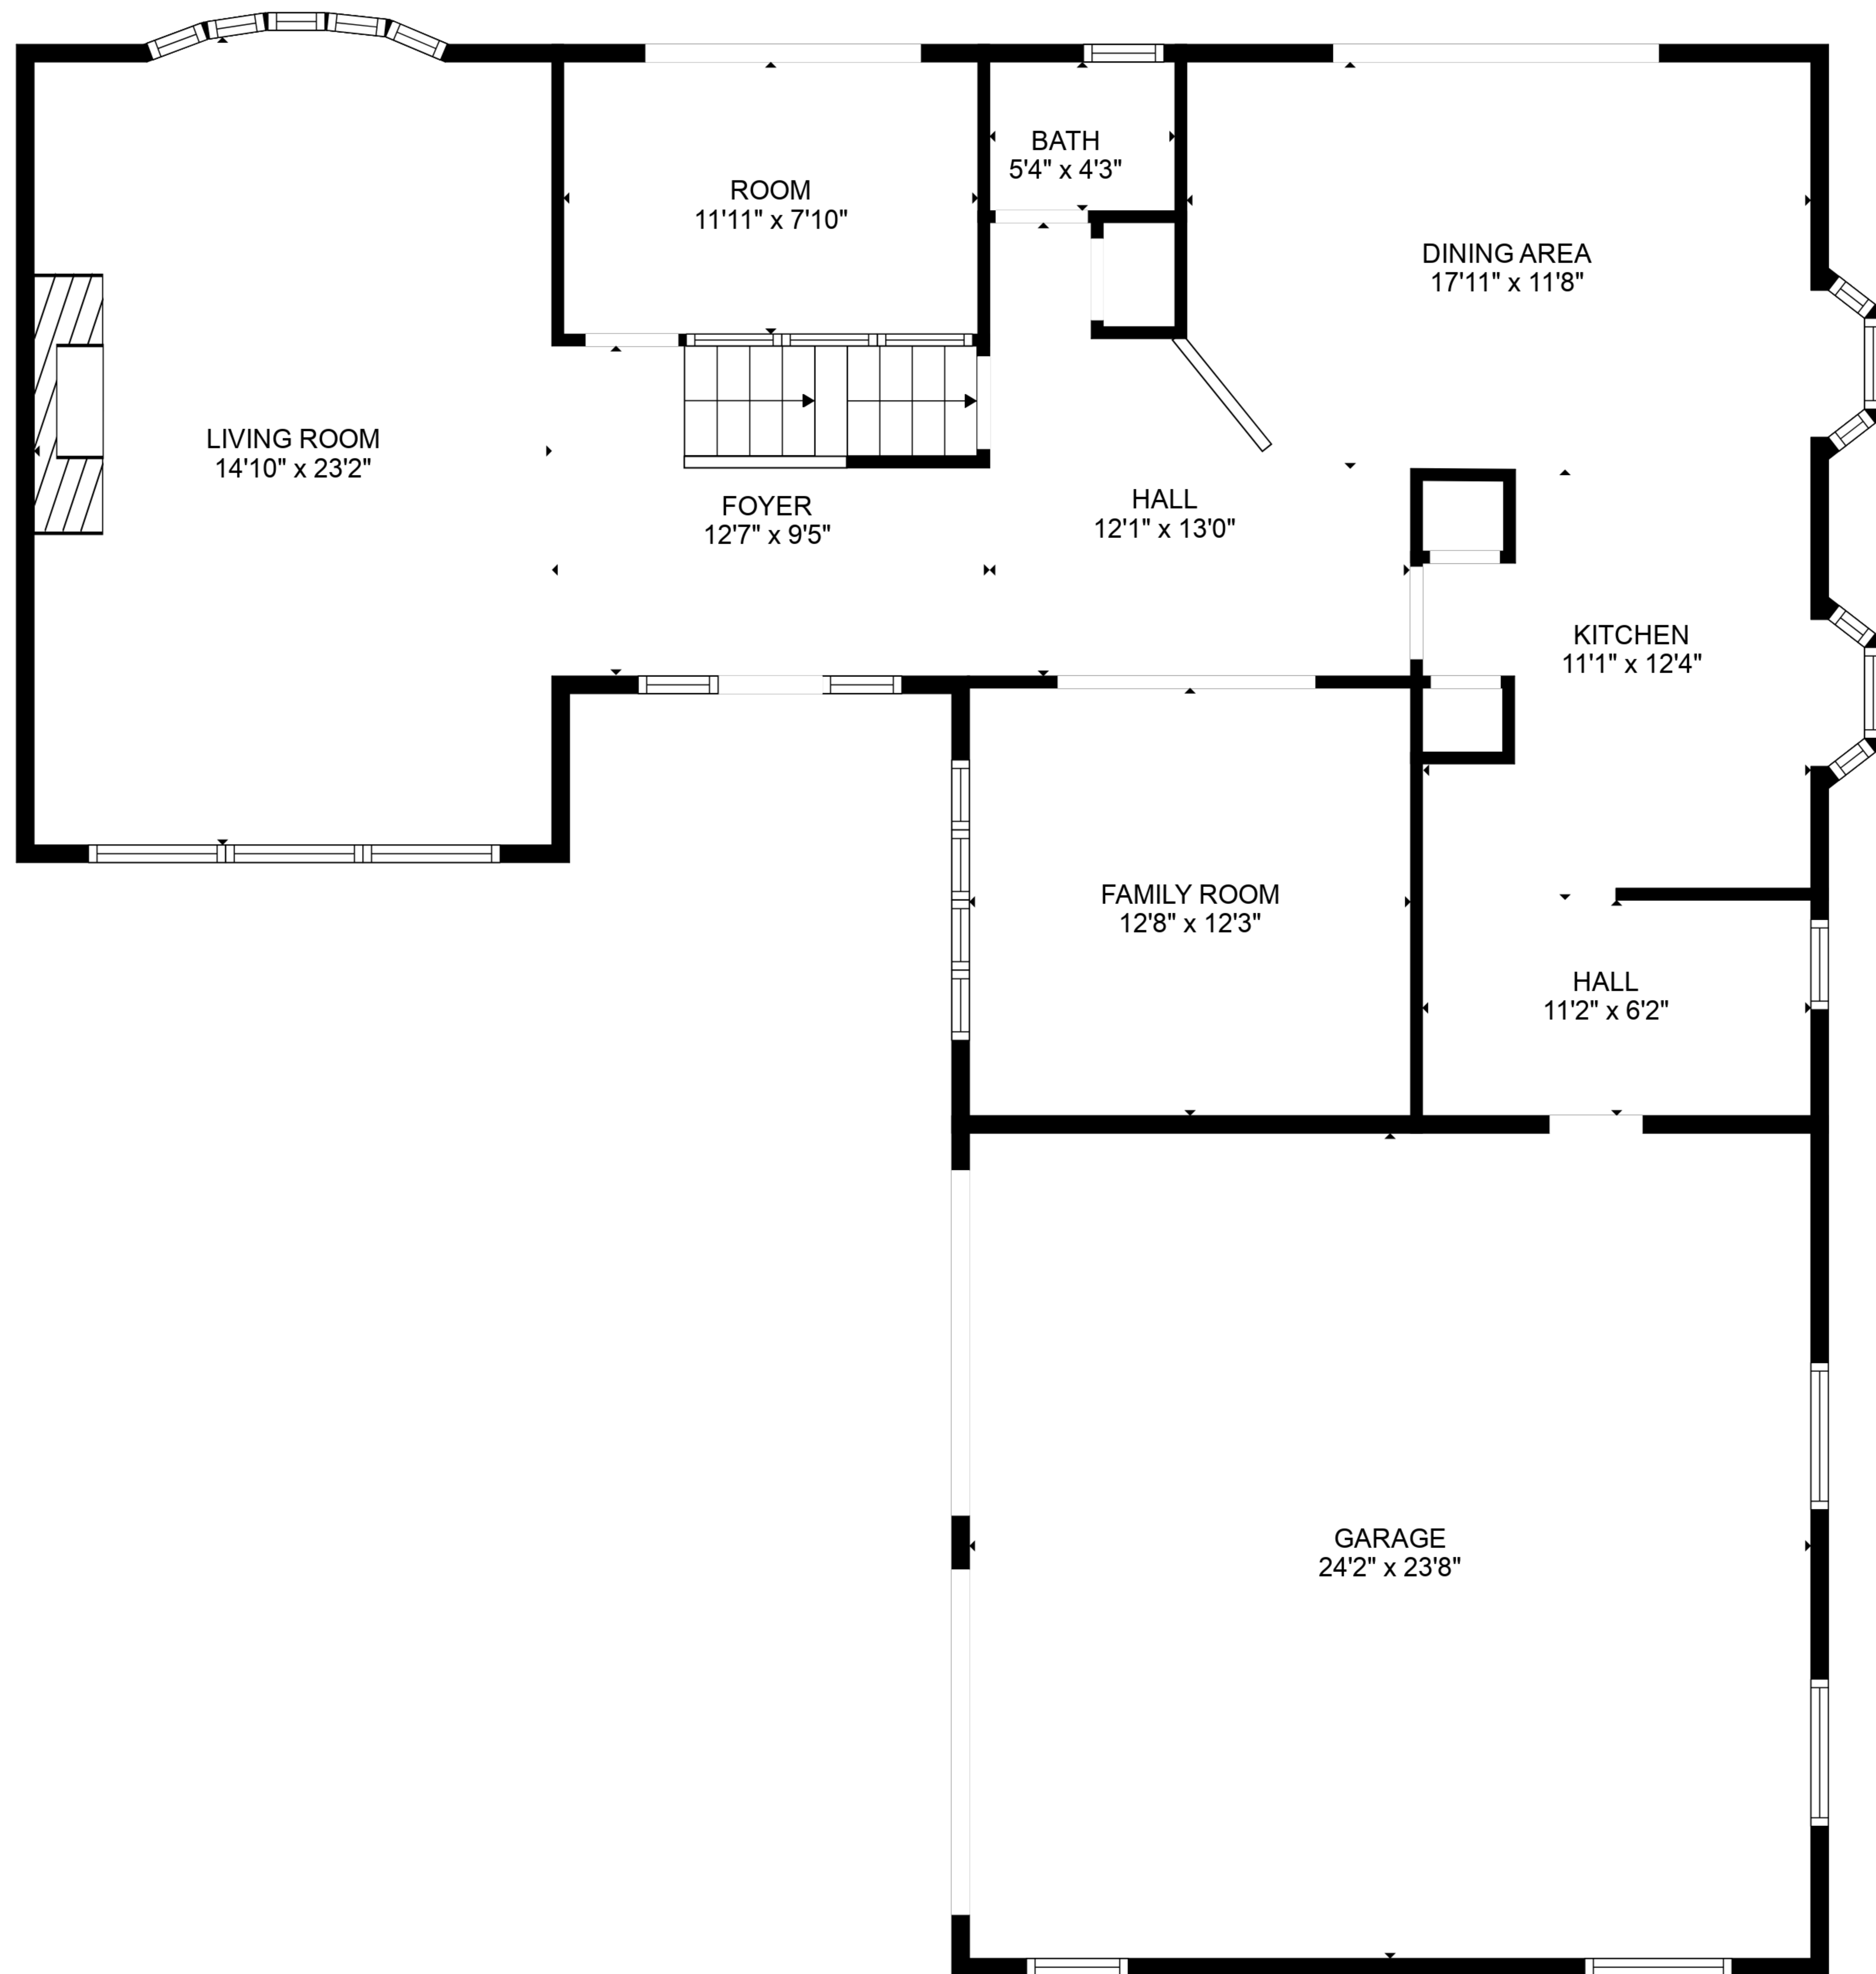 BATH
5'4" x 4'3"
ROOM
11'11" x 7'10"
DINING AREA
17'11" x 11'8"
LIVING ROOM
14'10" x 23'2"
FOYER
12'7" x 9'5"
HALL
12'1" x 13'0"
KITCHEN
11'1" x 12'4"
FAMILY ROOM
12'8" x 12'3"
HALL
11'2" x 6'2"
GARAGE
24'2" x 23'8"